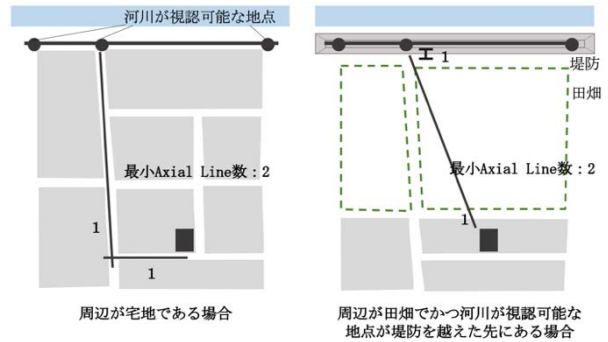 河川が視認可能な地点
最小Axial Line数：2
1
1
周辺が宅地である場合
1
堤防
田畑
最小Axial Line数：2
1
周辺が田畑でかつ河川が視認可能な
地点が堤防を越えた先にある場合